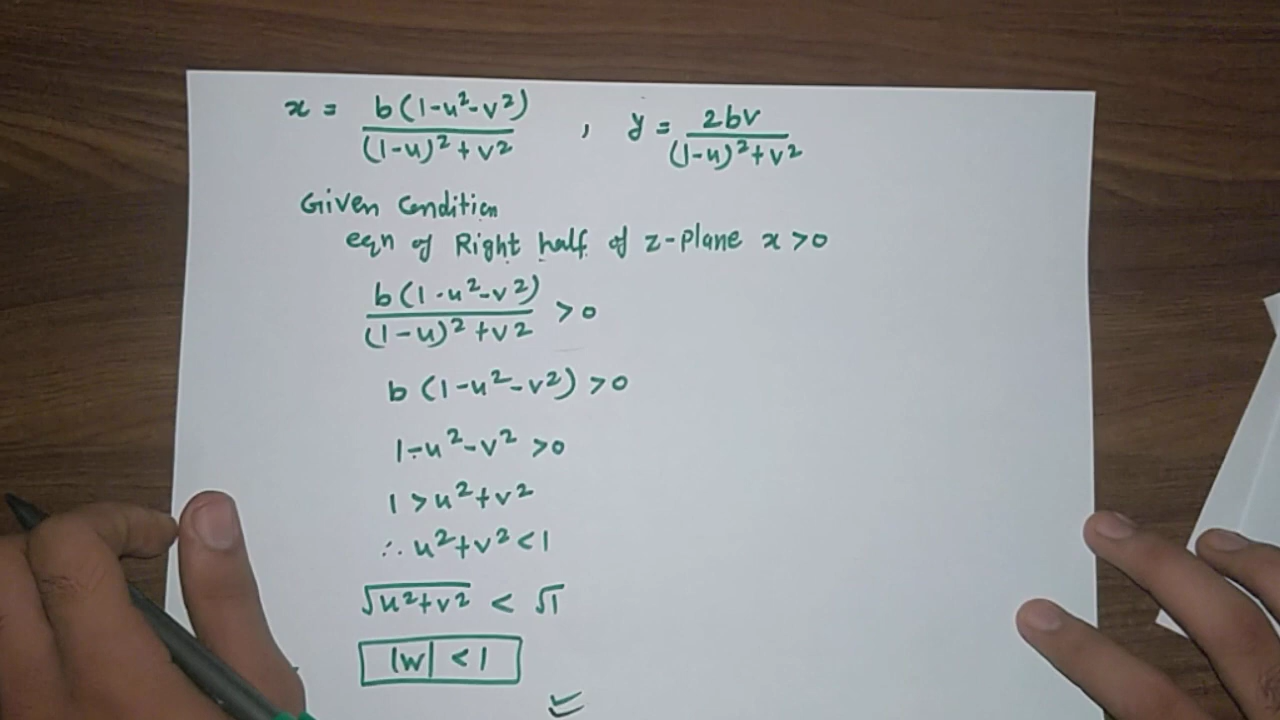 x = b(1-u²-v²) / (1-u)²+v² , y = 2bv / (1-u)²+v²
Given Condition
eqn of Right half of z-plane x>0
b(1-u²-v²) / (1-u)²+v² >0
b(1-u²-v²)>0
1-u²-v²>0
1>u²+v²
∴ u²+v²<1
√u²+v² < √1
|w| <1